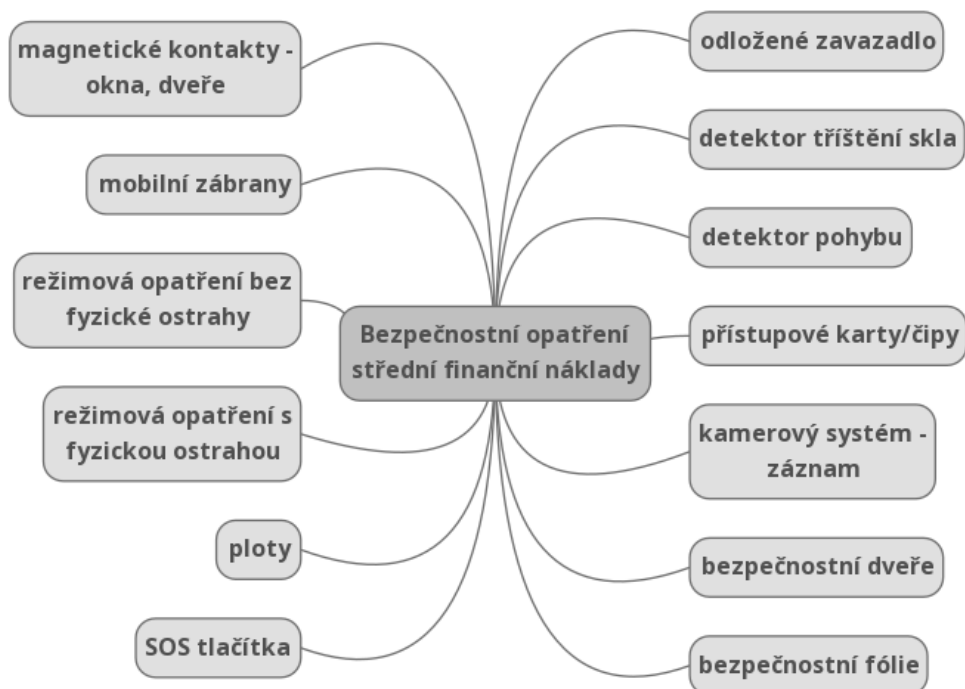 magnetické kontakty -
okna, dveře
mobilní zábrany
režimová opatření bez
fyzické ostrahy
režimová opatření s
fyzickou ostrahou
ploty
SOS tlačítka
Bezpečnostní opatření
střední finanční náklady
odložené zavazadlo
detektor tříštění skla
detektor pohybu
přístupové karty/čipy
kamerový systém -
záznam
bezpečnostní dveře
bezpečnostní fólie